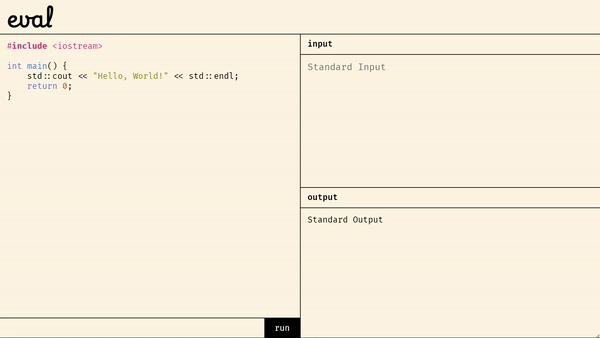 eval
#include <iostream>
int main() {
    std::cout << "Hello, World!" << std::endl;
    return 0;
}
run
input
Standard Input
output
Standard Output